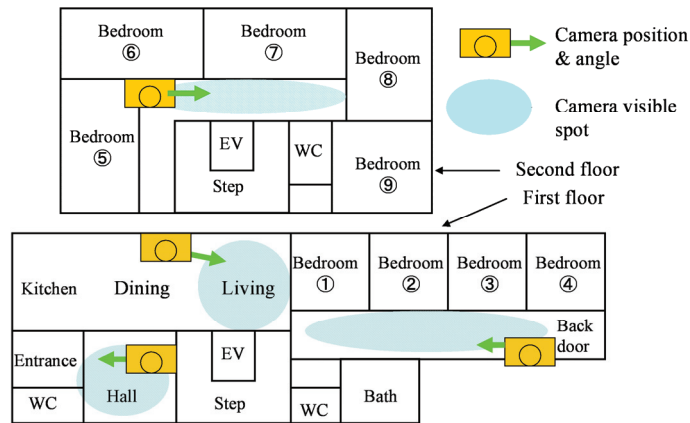 Bedroom
⑥
Bedroom
⑦
Bedroom
⑧
Bedroom
⑤
EV
WC
Step
Bedroom
⑨
Camera position
& angle
Camera visible
spot
Second floor
First floor
Kitchen
Dining
Living
Bedroom
①
Bedroom
②
Bedroom
③
Bedroom
④
Entrance
WC
Hall
EV
Step
WC
Bath
Back
door